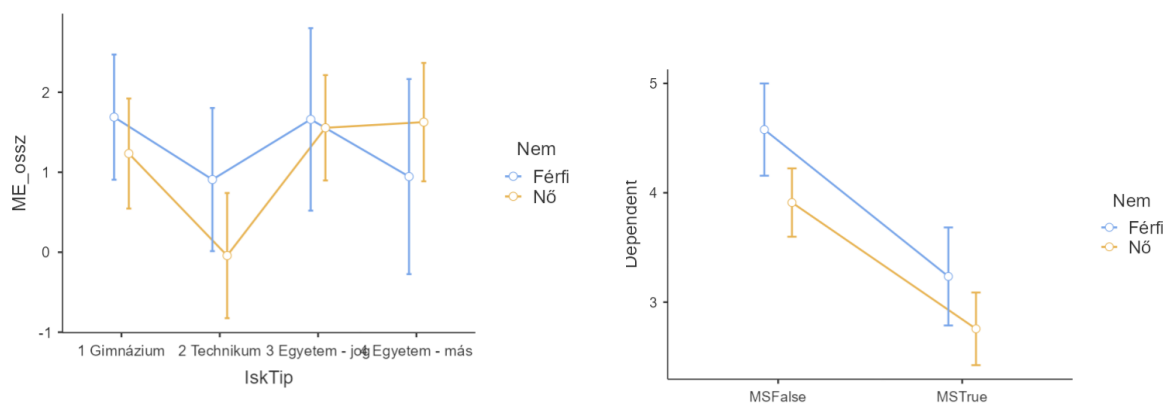 ME_ossz
2
1
0
-1
1 Gimnázium 2 Technikum 3 Egyetem - jog 4 Egyetem - más
IskTip
Nem
Férfi
Nő
Dependent
5
4
3
MSFalse MSTrue
Nem
Férfi
Nő